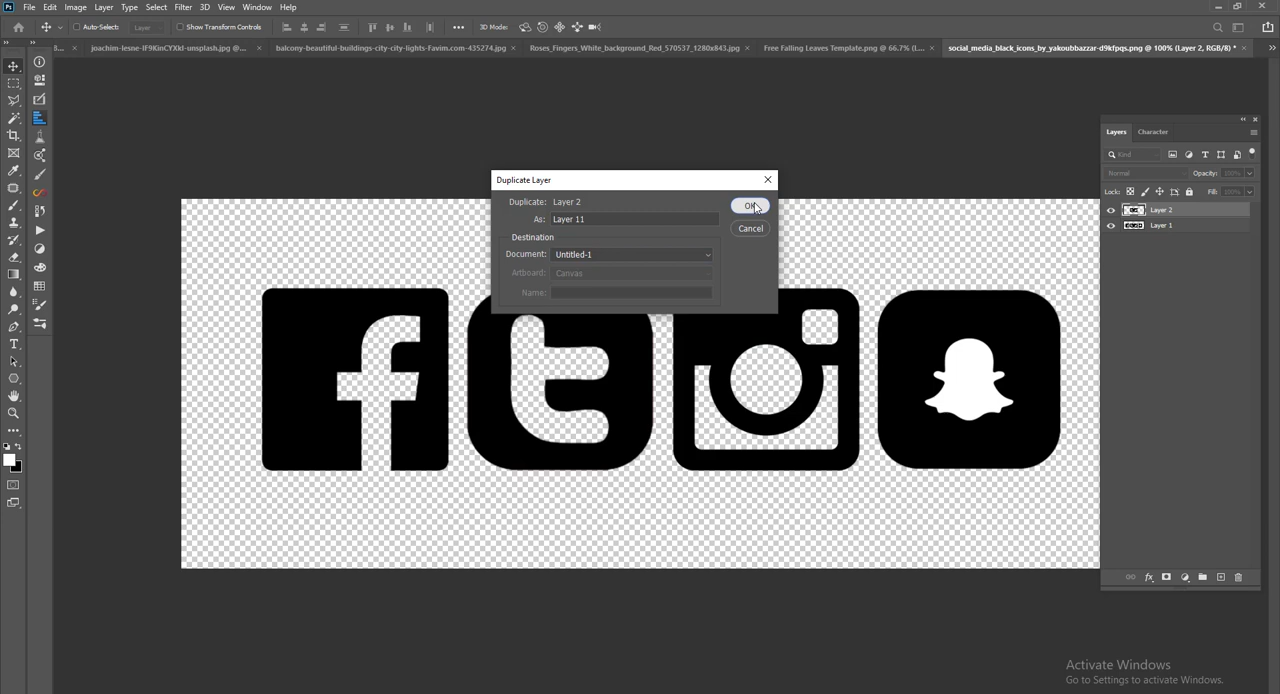 Ps File Edit Image Layer Type Select Filter 3D View Window Help
Auto-Select: Layer Show Transform Controls 3D Mode:
joachim-lesne-IF9KinCYXkI-unsplash.jpg @... × balcony-beautiful-buildings-city-city-lights-Favim.com-435274.jpg × Roses_Fingers_White_background_Red_570537_1280x843.jpg × Free Falling Leaves Template.png @ 66.7% (L... × social_media_black_icons_by_yakoubbazzar-d9kfpqs.png @ 100% (Layer 2, RGB/8) * ×
Layers Character
Kind
Normal Opacity: 100%
Lock: Fill: 100%
Layer 2
Layer 1
Duplicate Layer
Duplicate: Layer 2
OK
As: Layer 11
Cancel
Destination
Document: Untitled-1
Artboard: Canvas
Name:
Activate Windows
Go to Settings to activate Windows.